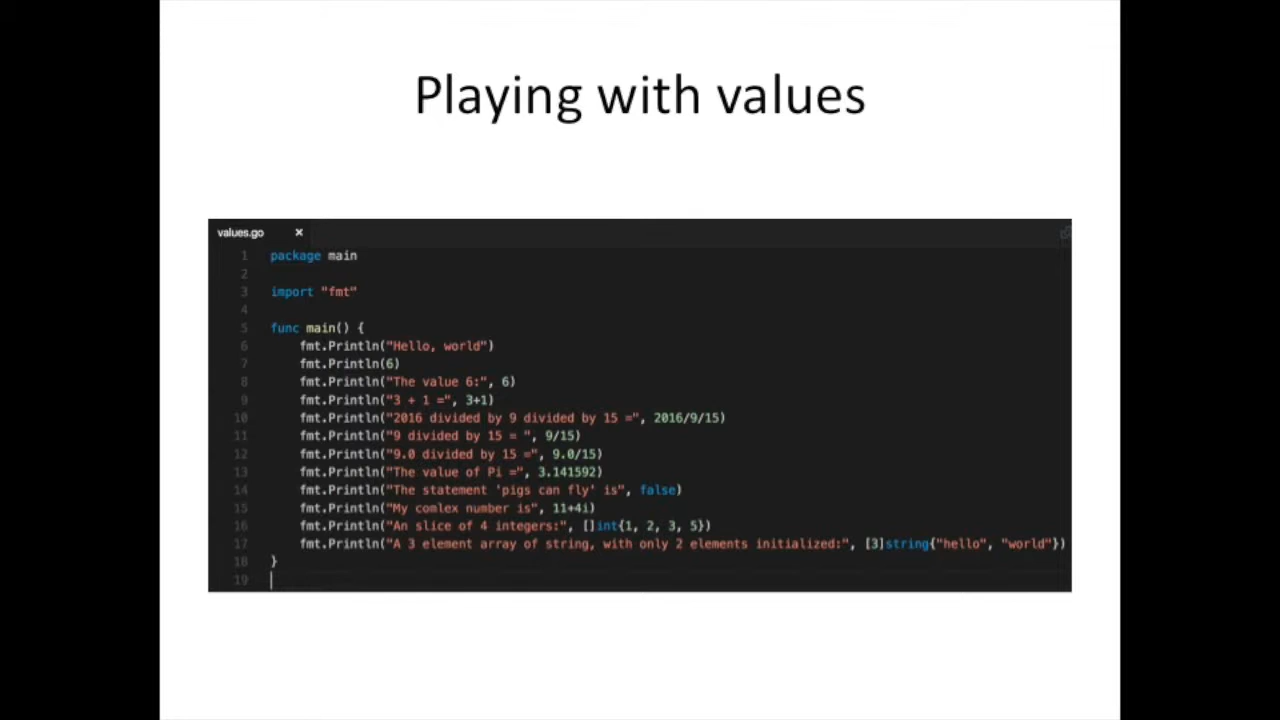 Playing with values
values.go ×
1 package main
2
3 import "fmt"
4
5 func main() {
6 fmt.Println("Hello, world")
7 fmt.Println(6)
8 fmt.Println("The value 6:", 6)
9 fmt.Println("3 + 1 =", 3+1)
10 fmt.Println("2016 divided by 9 divided by 15 =", 2016/9/15)
11 fmt.Println("9 divided by 15 = ", 9/15)
12 fmt.Println("9.0 divided by 15 =", 9.0/15)
13 fmt.Println("The value of Pi =", 3.141592)
14 fmt.Println("The statement 'pigs can fly' is", false)
15 fmt.Println("My comlex number is", 11+4i)
16 fmt.Println("An slice of 4 integers:", []int{1, 2, 3, 5})
17 fmt.Println("A 3 element array of string, with only 2 elements initialized:", [3]string{"hello", "world"})
18 }
19